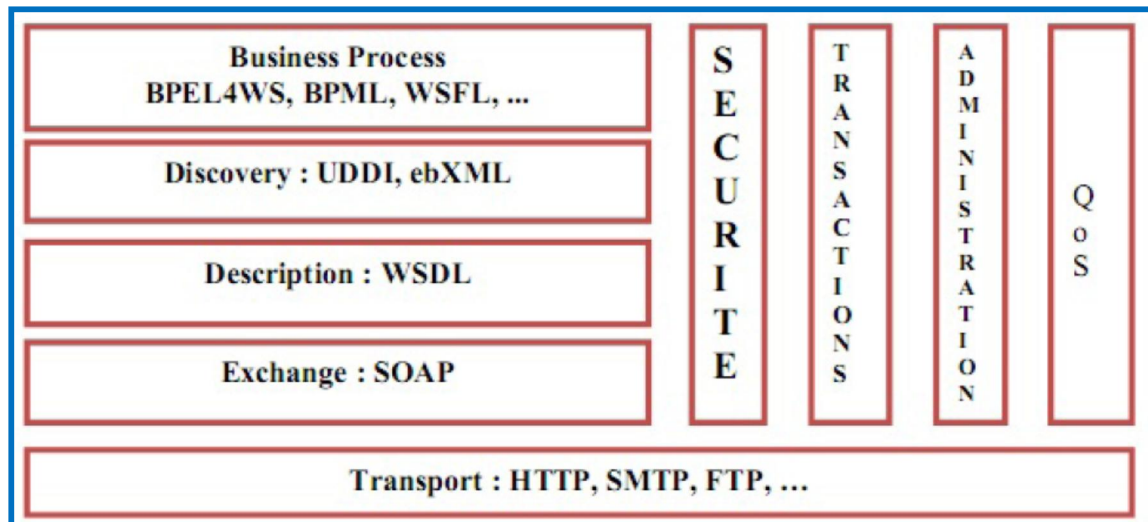 Business Process
BPEL4WS, BPML, WSFL, ...
Discovery : UDDI, ebXML
Description : WSDL
Exchange : SOAP
SECURITE
TRANSACTIONS
ADMINISTRATION
QoS
Transport : HTTP, SMTP, FTP, ...